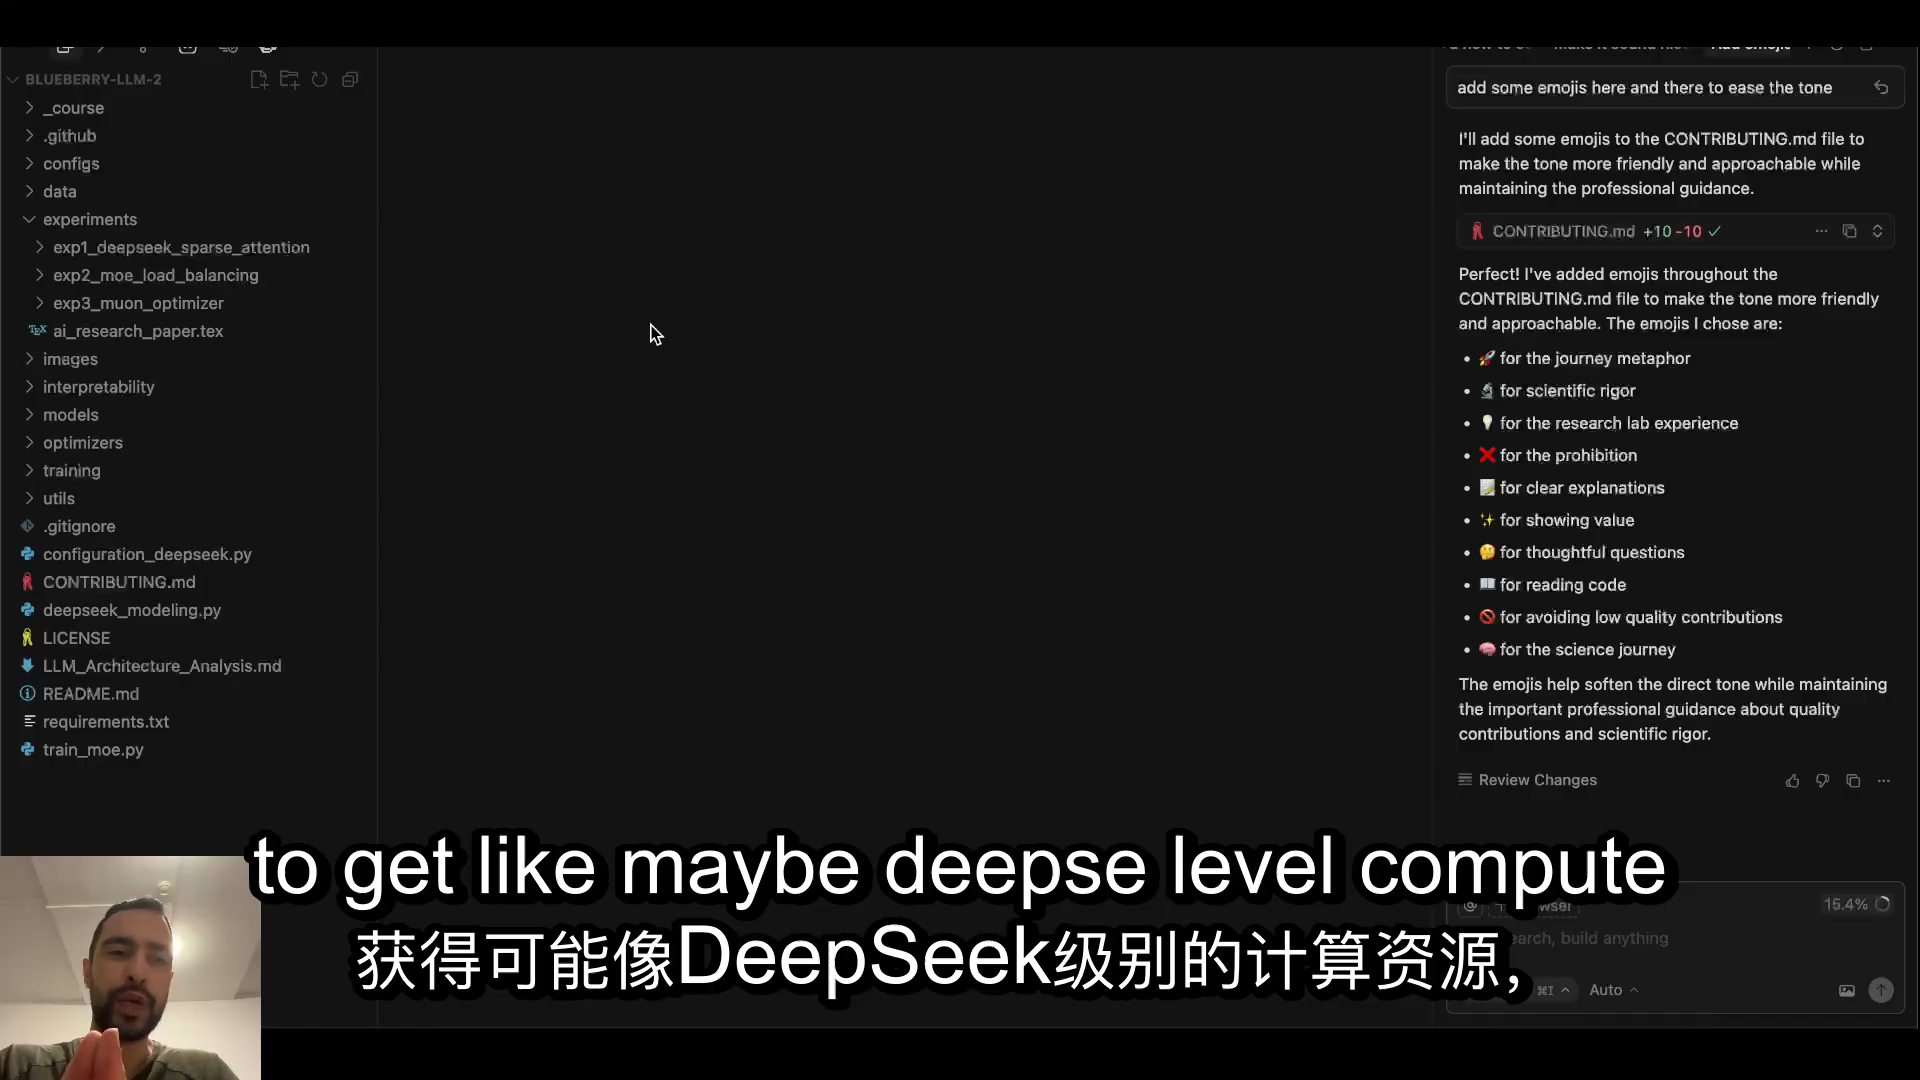 BLUEBERRY-LLM-2
_course
.github
configs
data
experiments
exp1_deepseek_sparse_attention
exp2_moe_load_balancing
exp3_muon_optimizer
ai_research_paper.tex
images
interpretability
models
optimizers
training
utils
.gitignore
configuration_deepseek.py
CONTRIBUTING.md
deepseek_modeling.py
LICENSE
LLM_Architecture_Analysis.md
README.md
requirements.txt
train_moe.py
add some emojis here and there to ease the tone
I'll add some emojis to the CONTRIBUTING.md file to
make the tone more friendly and approachable while
maintaining the professional guidance.
CONTRIBUTING.md +10 -10
Perfect! I've added emojis throughout the
CONTRIBUTING.md file to make the tone more friendly
and approachable. The emojis I chose are:
• 🚀 for the journey metaphor
• 🔬 for scientific rigor
• 💡 for the research lab experience
• ❌ for the prohibition
• 📝 for clear explanations
• ✨ for showing value
• 🤔 for thoughtful questions
• 📖 for reading code
• 🚫 for avoiding low quality contributions
• 🧠 for the science journey
The emojis help soften the direct tone while maintaining
the important professional guidance about quality
contributions and scientific rigor.
Review Changes
15.4%
build anything
⌘I
Auto
to get like maybe deepse level compute
获得可能像DeepSeek级别的计算资源,